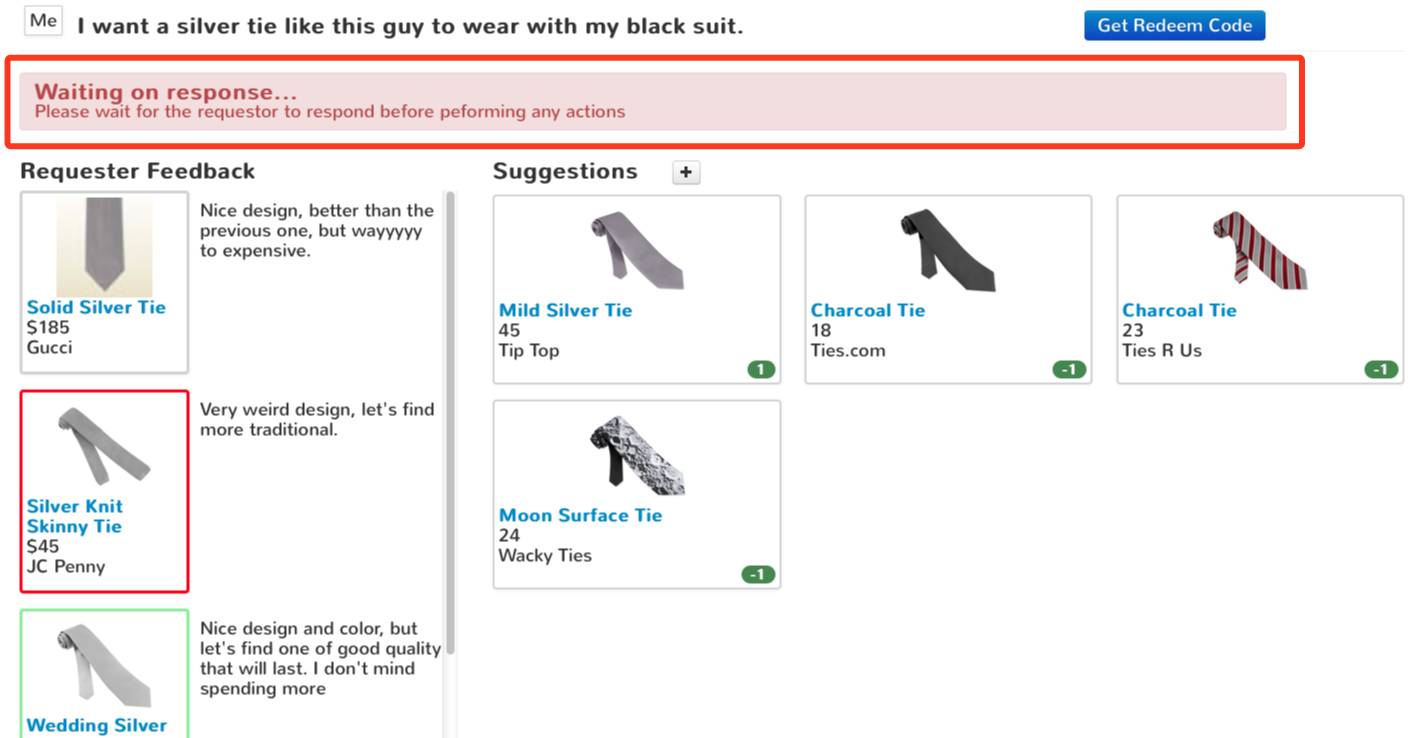 Me
I want a silver tie like this guy to wear with my black suit.
Get Redeem Code
Waiting on response...
Please wait for the requestor to respond before peforming any actions
Requester Feedback
Solid Silver Tie
$185
Gucci
Nice design, better than the
previous one, but wayyyyy
to expensive.
Silver Knit
Skinny Tie
$45
JC Penny
Very weird design, let's find
more traditional.
Wedding Silver
Nice design and color, but
let's find one of good quality
that will last. I don't mind
spending more
Suggestions
+
Mild Silver Tie
45
Tip Top
1
Charcoal Tie
18
Ties.com
-1
Charcoal Tie
23
Ties R Us
-1
Moon Surface Tie
24
Wacky Ties
-1